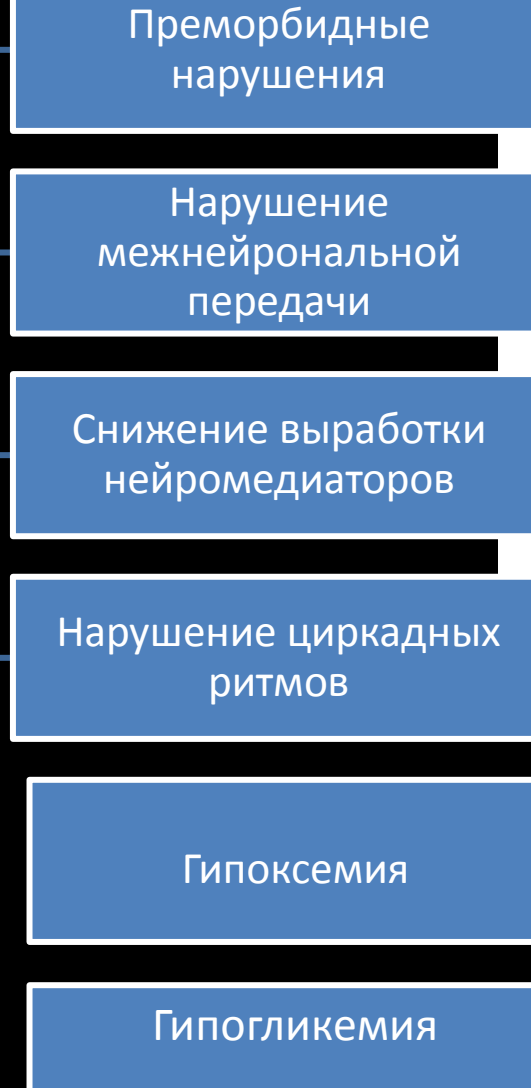 Преморбидные
нарушения
Нарушение
межнейрональной
передачи
Снижение выработки
нейромедиаторов
Нарушение циркадных
ритмов
Гипоксемия
Гипогликемия